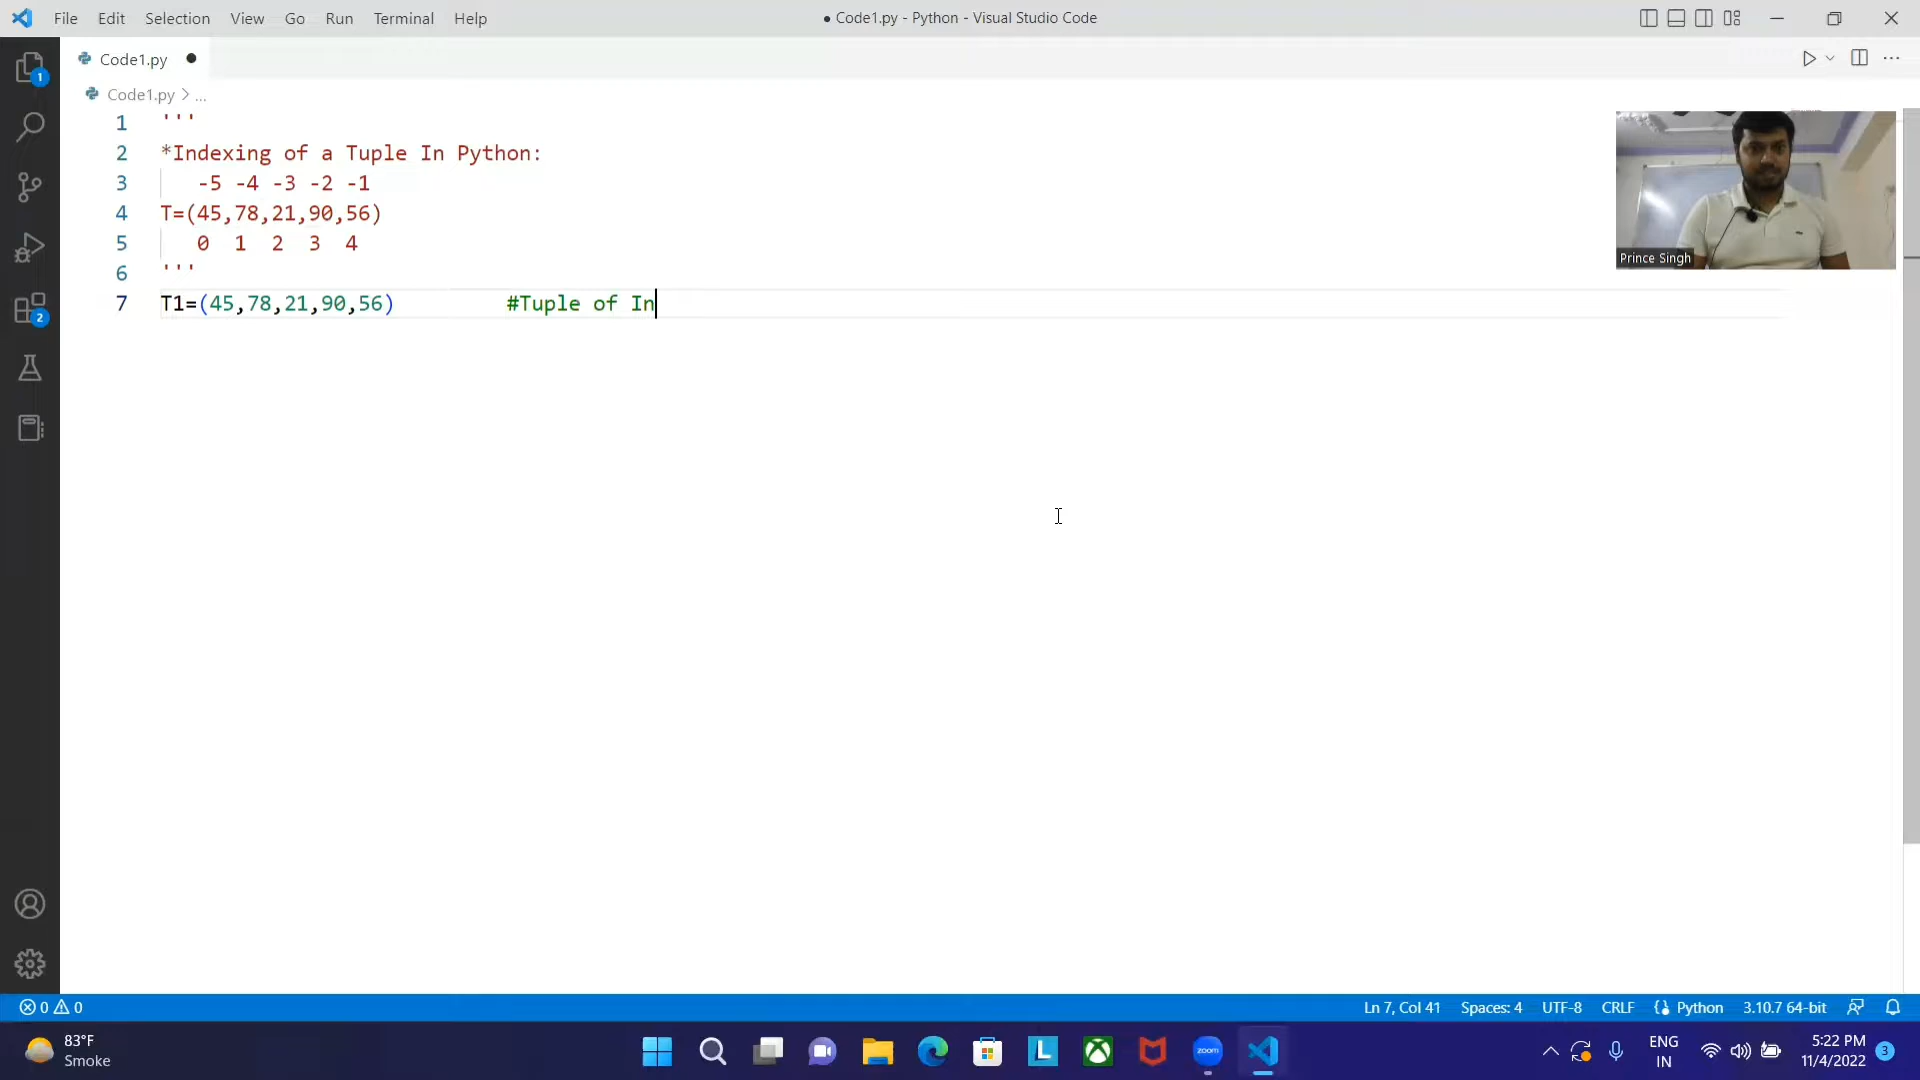 File Edit Selection View Go Run Terminal Help
● Code1.py - Python - Visual Studio Code
Code1.py ●
Code1.py > ...
1 '''
2 *Indexing of a Tuple In Python:
3 -5 -4 -3 -2 -1
4 T=(45,78,21,90,56)
5 0 1 2 3 4
6 '''
7 T1=(45,78,21,90,56) #Tuple of In
Prince Singh
1
2
0 0
Ln 7, Col 41 Spaces: 4 UTF-8 CRLF Python 3.10.7 64-bit
83°F
Smoke
L
zoom
ENG
IN
5:22 PM
11/4/2022
3